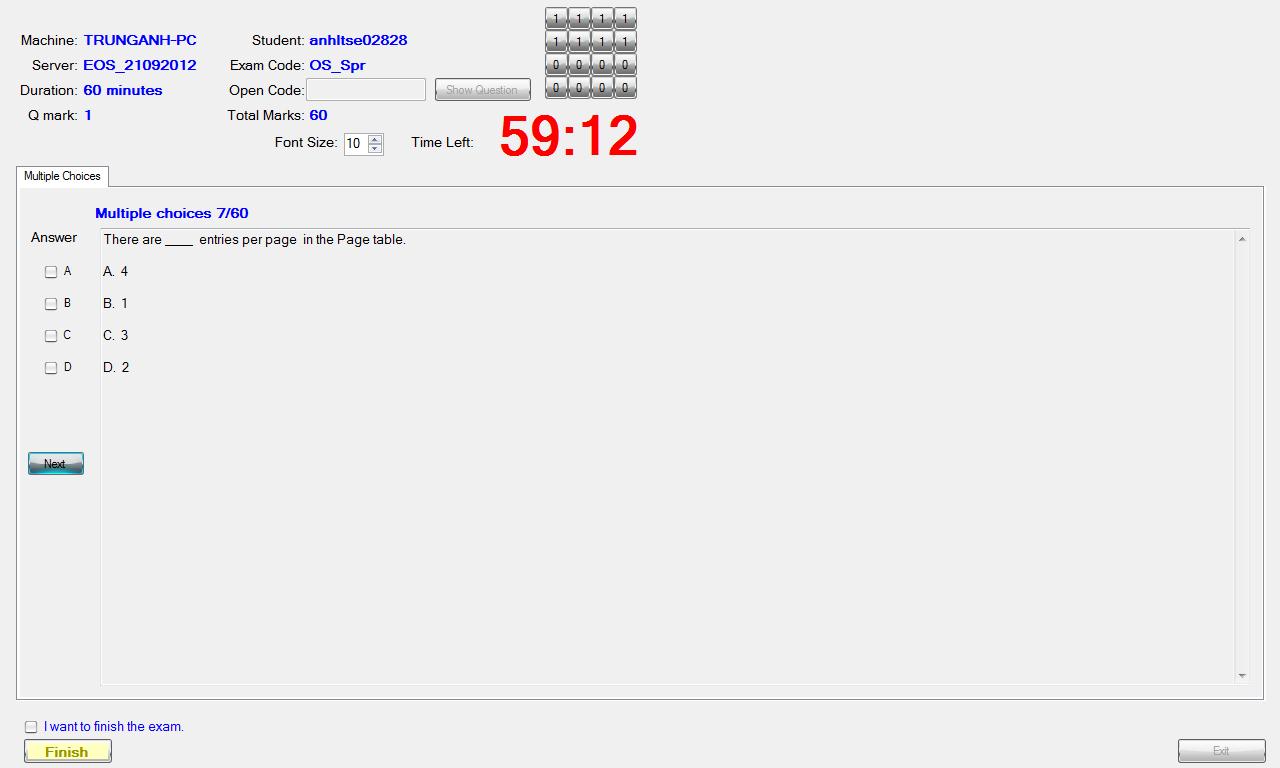 Machine: TRUNGANH-PC
Student: anhltse02828
1 1 1 1
1 1 1 1
0 0 0 0
0 0 0 0
Server: EOS_21092012
Exam Code: OS_Spr
Duration: 60 minutes
Open Code:
Show Question
Q mark: 1
Total Marks: 60
Font Size: 10
Time Left: 59:12
Multiple Choices
Multiple choices 7/60
Answer
There are ____ entries per page in the Page table.
A
A. 4
B
B. 1
C
C. 3
D
D. 2
Next
I want to finish the exam.
Finish
Exit